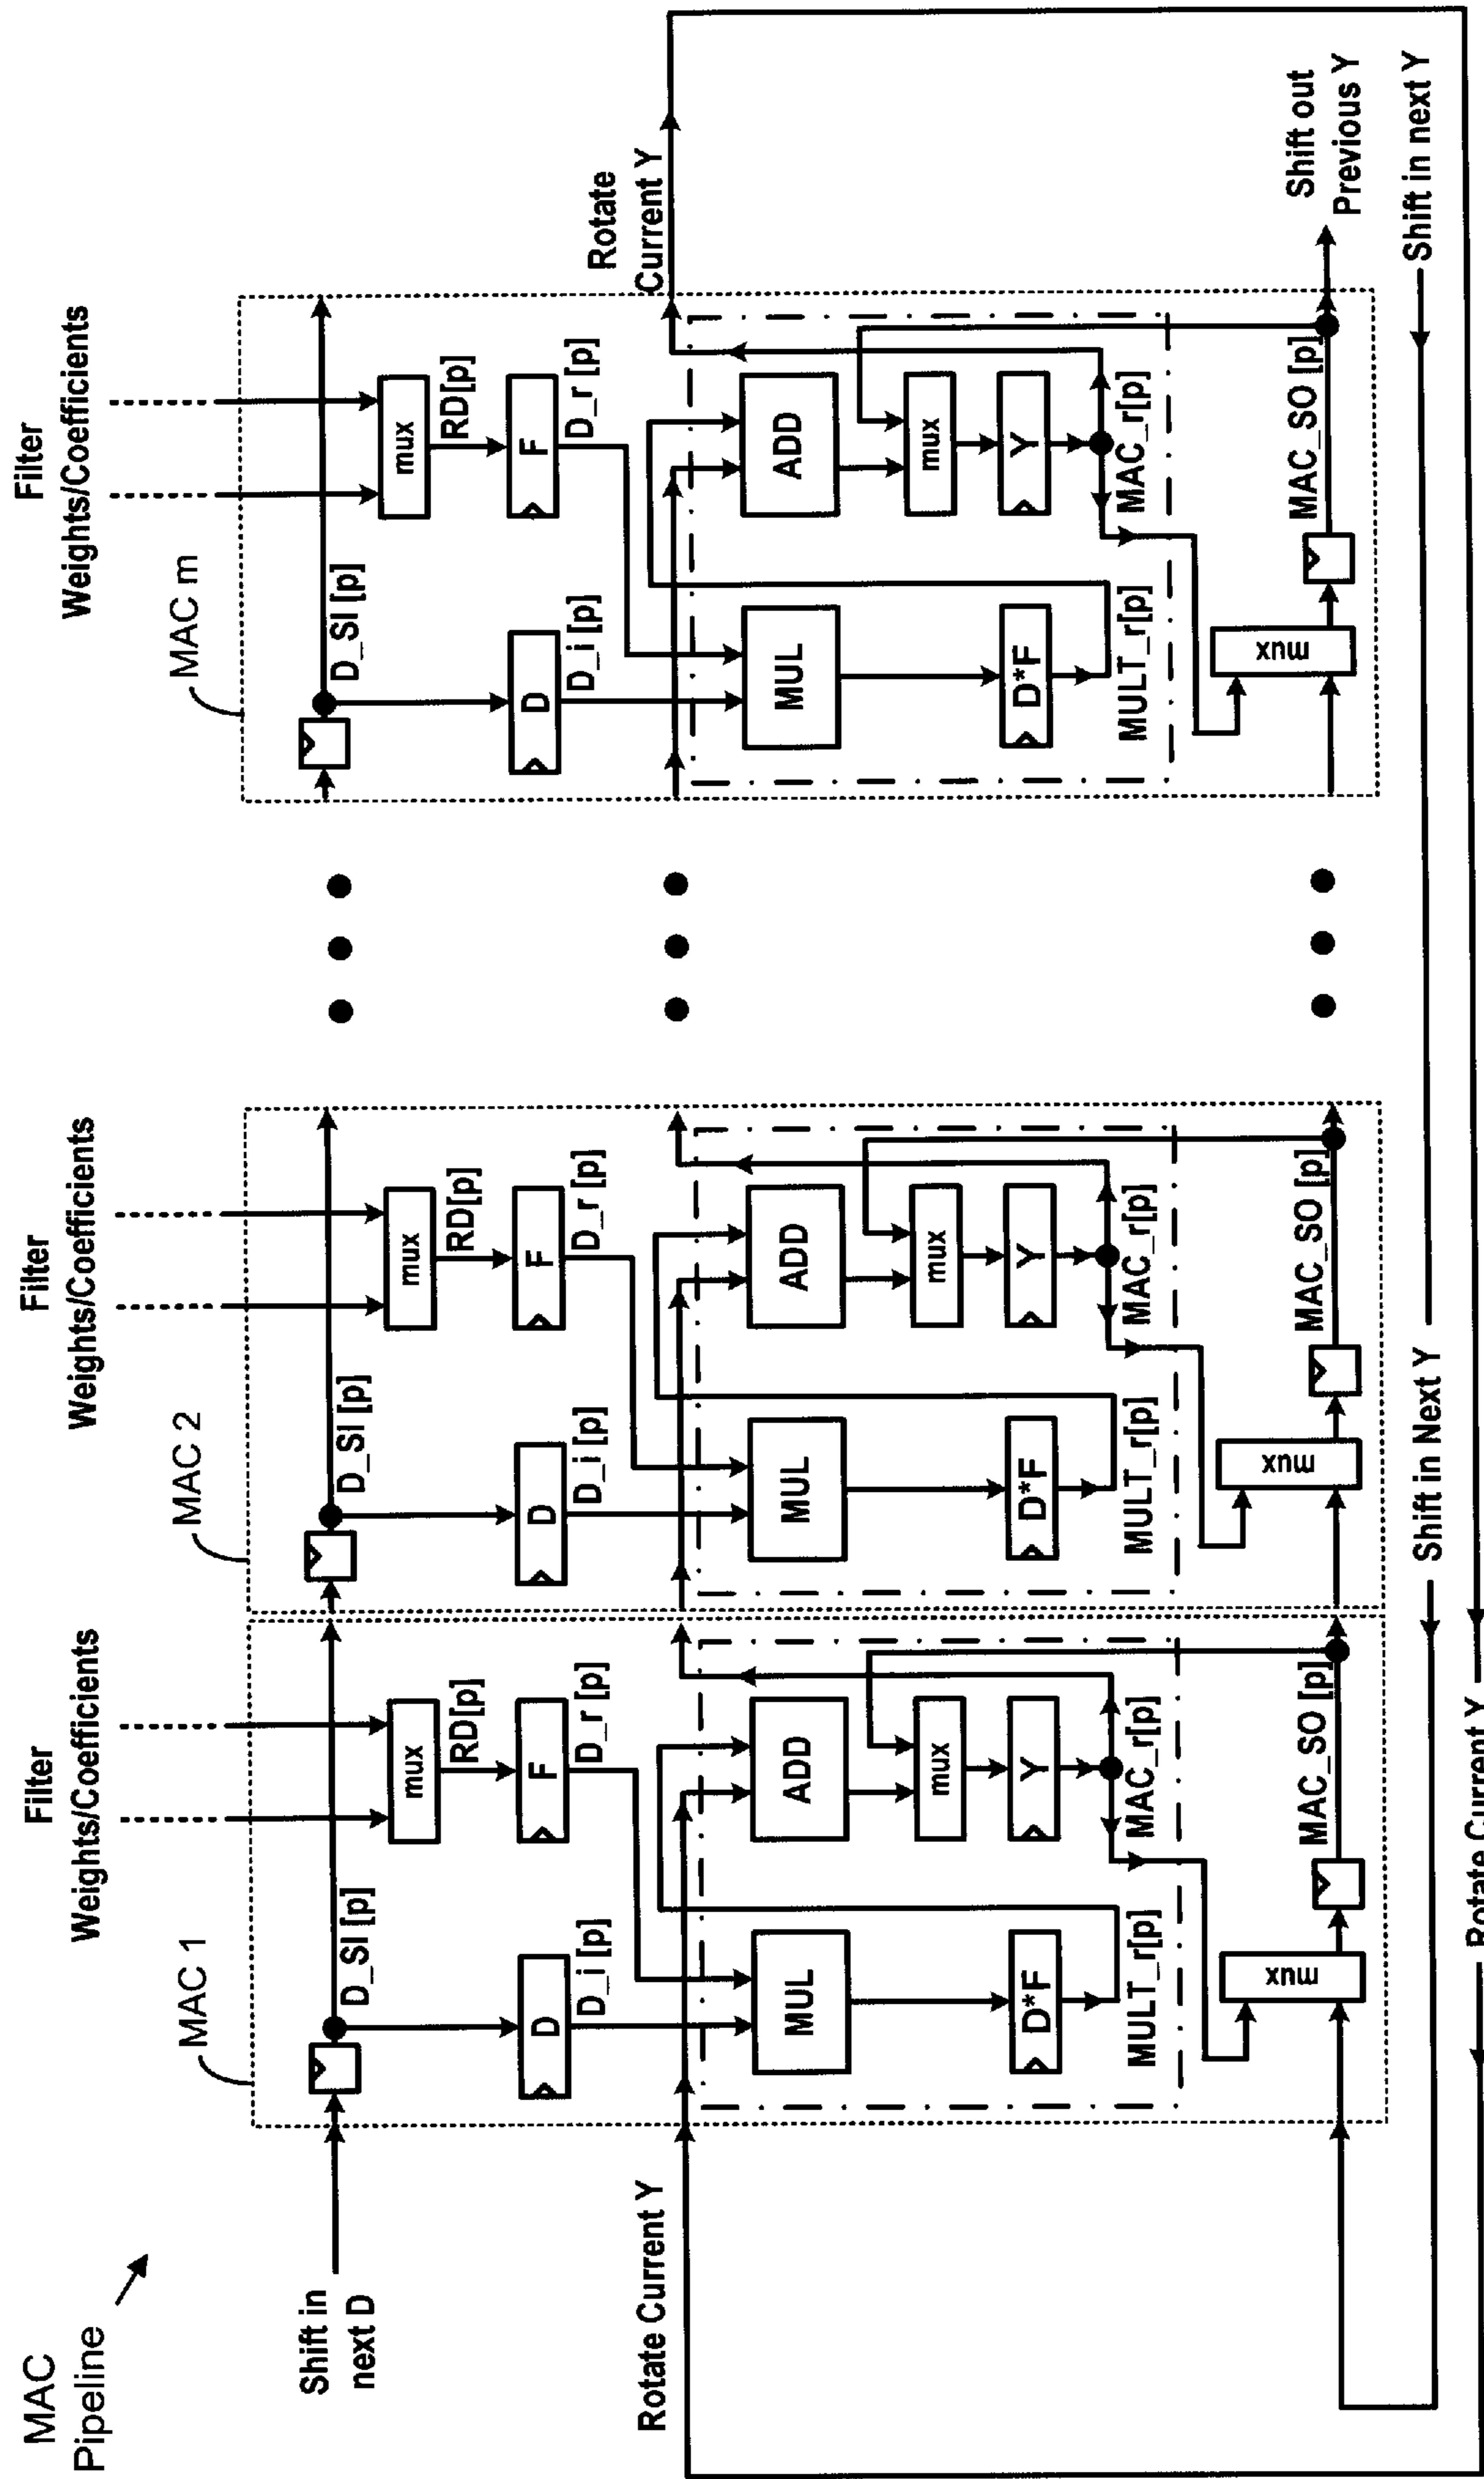 MAC
Pipeline
Shift in
next D
Rotate Current Y
MAC 1
Filter
Weights/Coefficients
D_SI [p]
mux
RD[p]
D
F
D_i [p]
D_r [p]
MUL
ADD
mux
D*F
Y
MULT_r[p]
MAC_r[p]
mux
MAC_SO [p]
MAC 2
Filter
Weights/Coefficients
D_SI [p]
mux
RD[p]
D
F
D_i [p]
D_r [p]
MUL
ADD
mux
D*F
Y
MULT_r[p]
MAC_r[p]
mux
MAC_SO [p]
MAC m
Filter
Weights/Coefficients
D_SI [p]
mux
RD[p]
D
F
D_i [p]
D_r [p]
MUL
ADD
mux
D*F
Y
MULT_r[p]
MAC_r[p]
mux
MAC_SO [p]
Rotate
Current Y
Shift out
Previous Y
Shift in next Y
Shift in Next Y
Rotate Current Y